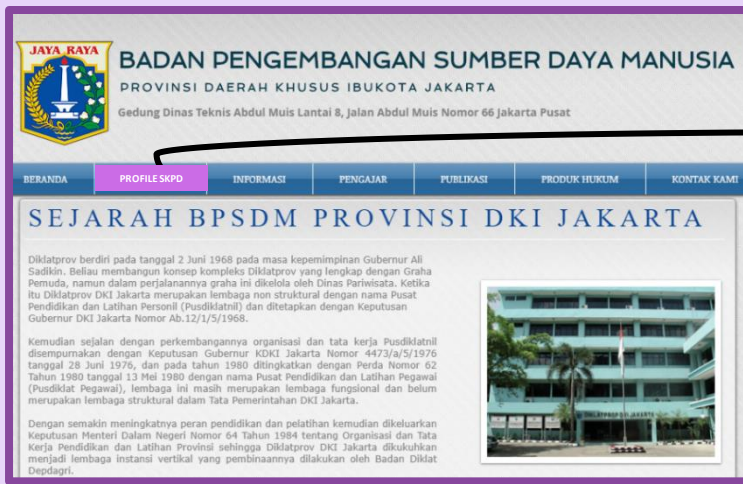 JAYA RAYA
BADAN PENGEMBANGAN SUMBER DAYA MANUSIA
PROVINSI DAERAH KHUSUS IBUKOTA JAKARTA
Gedung Dinas Teknis Abdul Muis Lantai 8, Jalan Abdul Muis Nomor 66 Jakarta Pusat
BERANDA PROFILE SKPD INFORMASI PENGAJAR PUBLIKASI PRODUK HUKUM KONTAK KAMI
SEJARAH BPSDM PROVINSI DKI JAKARTA
Diklatprov berdiri pada tanggal 2 Juni 1968 pada masa kepemimpinan Gubernur Ali
Sadikin. Beliau membangun konsep kompleks Diklatprov yang lengkap dengan Graha
Pemuda, namun dalam perjalanannya graha ini dikelola oleh Dinas Pariwisata. Ketika
itu Diklatprov DKI Jakarta merupakan lembaga non struktural dengan nama Pusat
Pendidikan dan Latihan Personil (Pusdiklatnil) dan ditetapkan dengan Keputusan
Gubernur DKI Jakarta Nomor Ab.12/1/5/1968.
Kemudian sejalan dengan perkembangannya organisasi dan tata kerja Pusdiklatnil
disempurnakan dengan Keputusan Gubernur KDKI Jakarta Nomor 4473/a/5/1976
tanggal 28 Juni 1976, dan pada tahun 1980 ditingkatkan dengan Perda Nomor 62
Tahun 1980 tanggal 13 Mei 1980 dengan nama Pusat Pendidikan dan Latihan Pegawai
(Pusdiklat Pegawai), lembaga ini masih merupakan lembaga fungsional dan belum
merupakan lembaga struktural dalam Tata Pemerintahan DKI Jakarta.
Dengan semakin meningkatnya peran pendidikan dan pelatihan kemudian dikeluarkan
Keputusan Menteri Dalam Negeri Nomor 64 Tahun 1984 tentang Organisasi dan Tata
Kerja Pendidikan dan Latihan Provinsi sehingga Diklatprov DKI Jakarta dikukuhkan
menjadi lembaga instansi vertikal yang pembinaannya dilakukan oleh Badan Diklat
Depdagri.